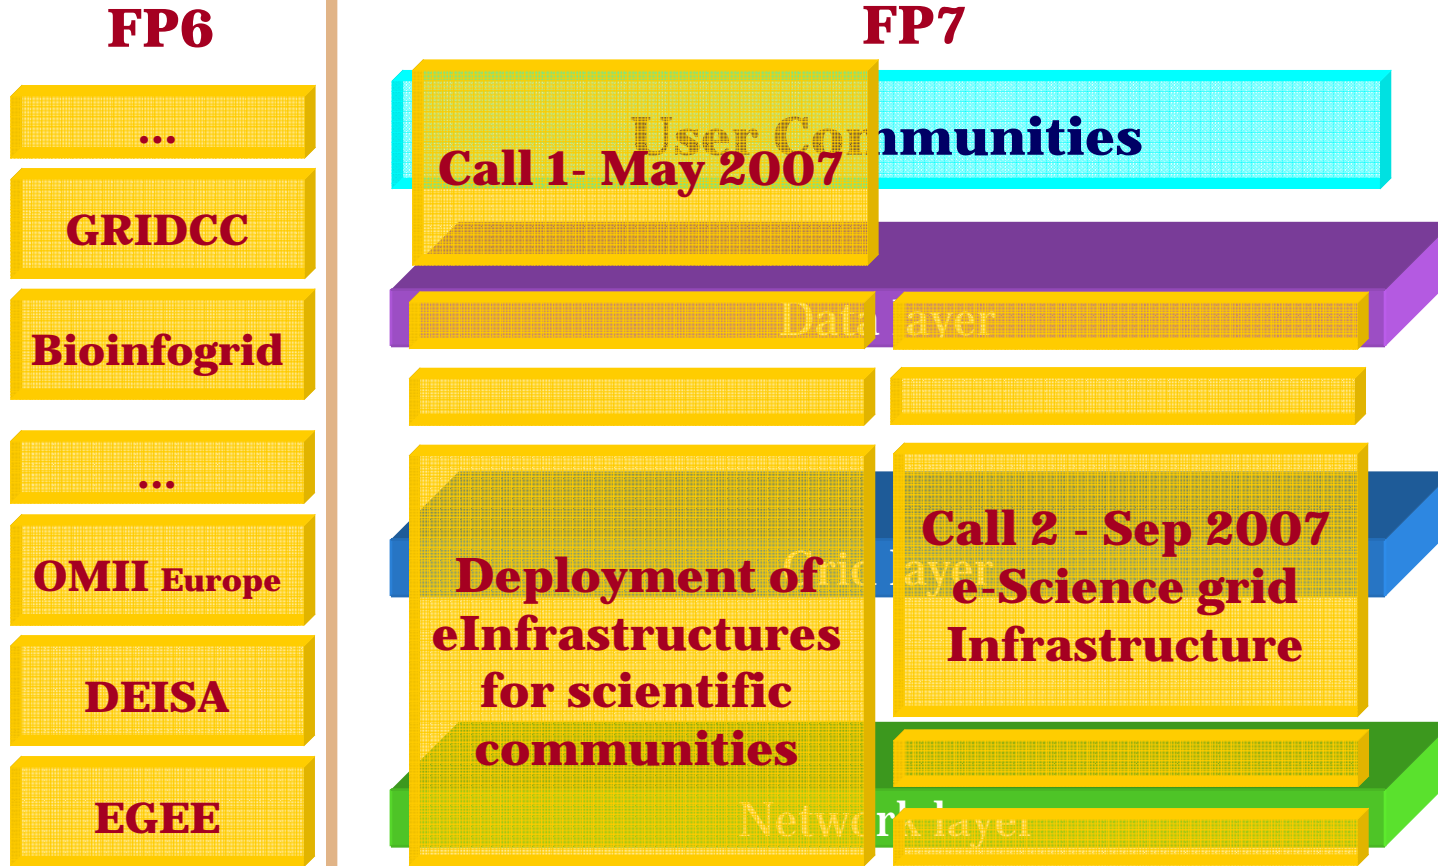 FP6
...
GRIDCC
Bioinfogrid
...
OMII Europe
DEISA
EGEE
FP7
User Communities
Call 1- May 2007
Data layer
Grid layer
Deployment of
eInfrastructures
for scientific
communities
Call 2 - Sep 2007
e-Science grid
Infrastructure
Network layer